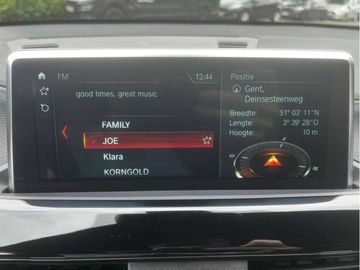 FM
13:44
good times, great music
FAMILY
JOE
Klara
KORNGOLD
Positie
Gent,
Deinsesteenweg
Breedte: 51° 03' 11"N
Lengte: 3° 39' 28"O
Hoogte: 10 m